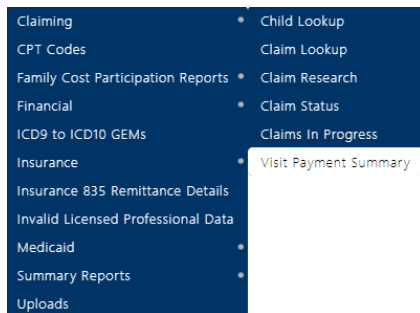 Claiming
CPT Codes
Family Cost Participation Reports
Financial
ICD9 to ICD10 GEMs
Insurance
Insurance 835 Remittance Details
Invalid Licensed Professional Data
Medicaid
Summary Reports
Uploads
Child Lookup
Claim Lookup
Claim Research
Claim Status
Claims In Progress
Visit Payment Summary